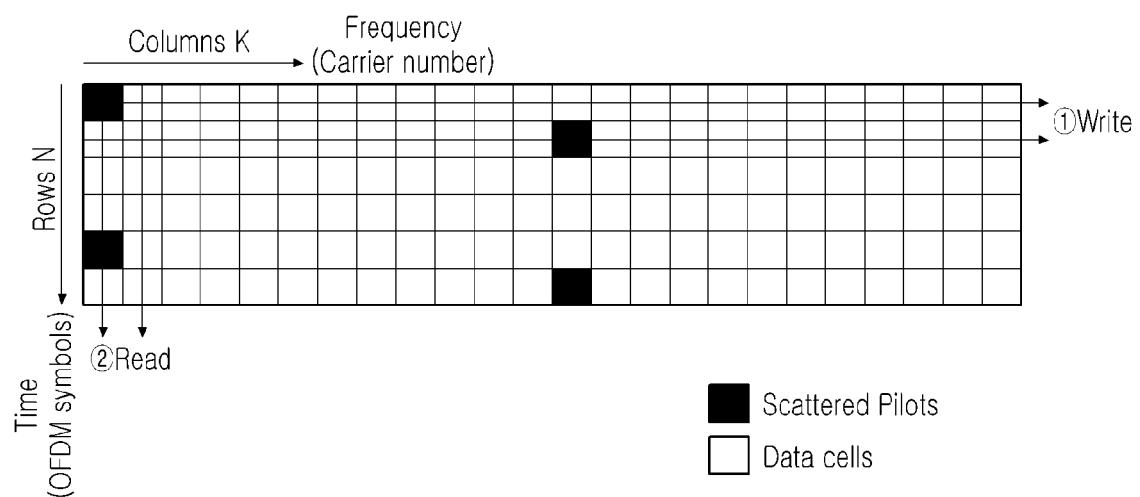 Columns K
Frequency
(Carrier number)
①Write
Rows N
②Read
Time
(OFDM symbols)
Scattered Pilots
Data cells